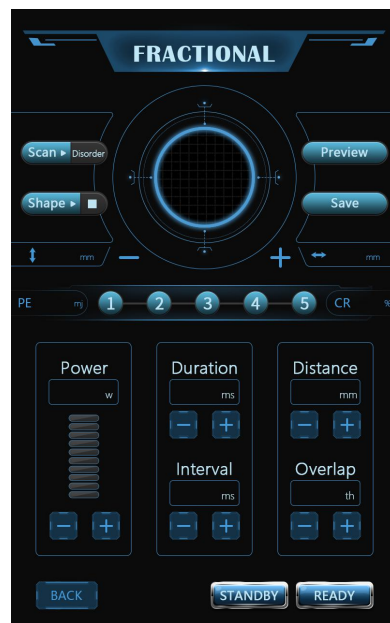 FRACTIONAL
Scan Disorder
Preview
Shape
Save
mm
mm
PE mj 1 2 3 4 5 CR %
Power
w
Duration
ms
Distance
mm
Interval
ms
Overlap
th
BACK
STANDBY
READY